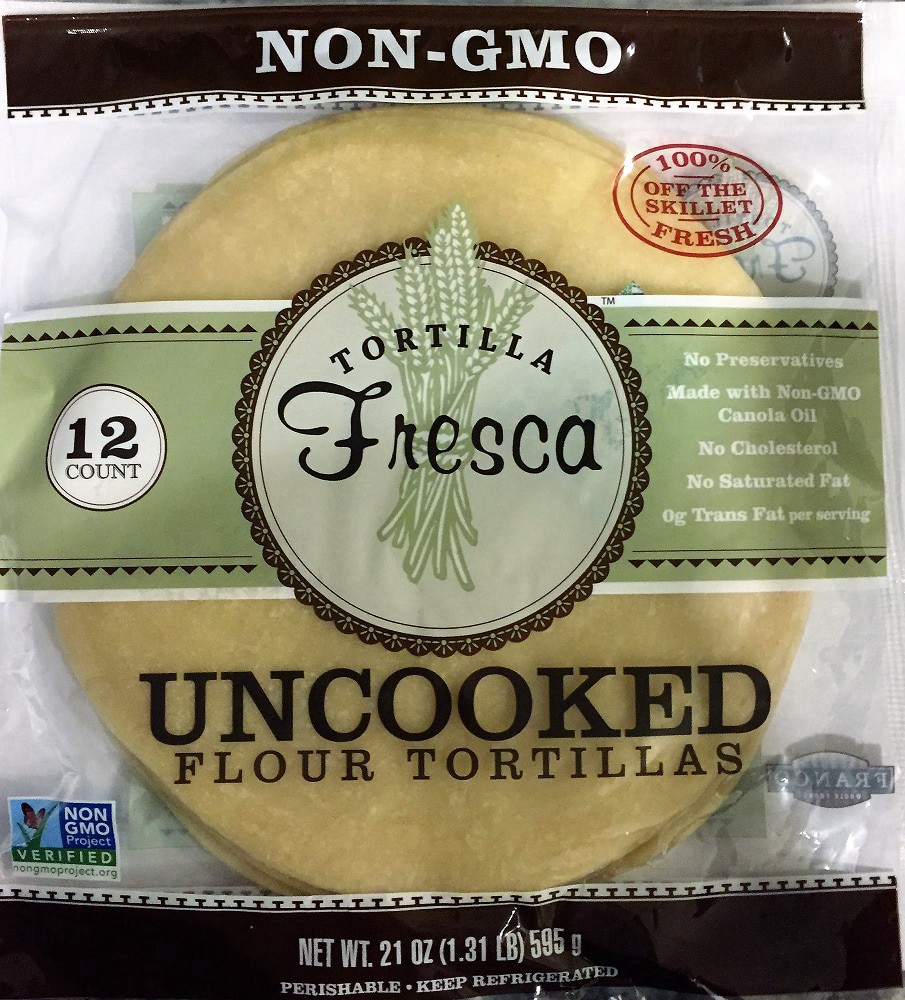 NON-GMO
100%
OFF THE
SKILLET
FRESH
TM
TORTILLA
Fresca
12
COUNT
No Preservatives
Made with Non-GMO
Canola Oil
No Cholesterol
No Saturated Fat
0g Trans Fat per serving
UNCOOKED
FLOUR TORTILLAS
NON
GMO
Project
VERIFIED
nongmoproject.org
NET WT. 21 OZ (1.31 LB) 595 g
PERISHABLE • KEEP REFRIGERATED